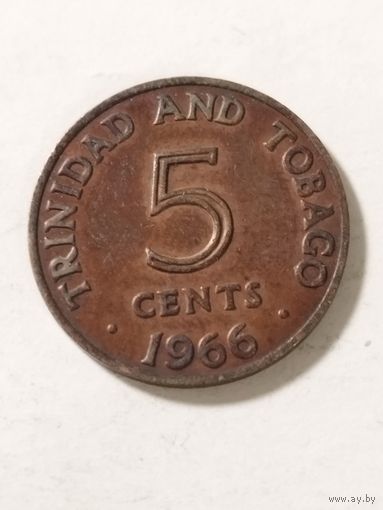 TRINIDAD AND TOBAGO
5
CENTS
· 1966 ·
www.ay.by